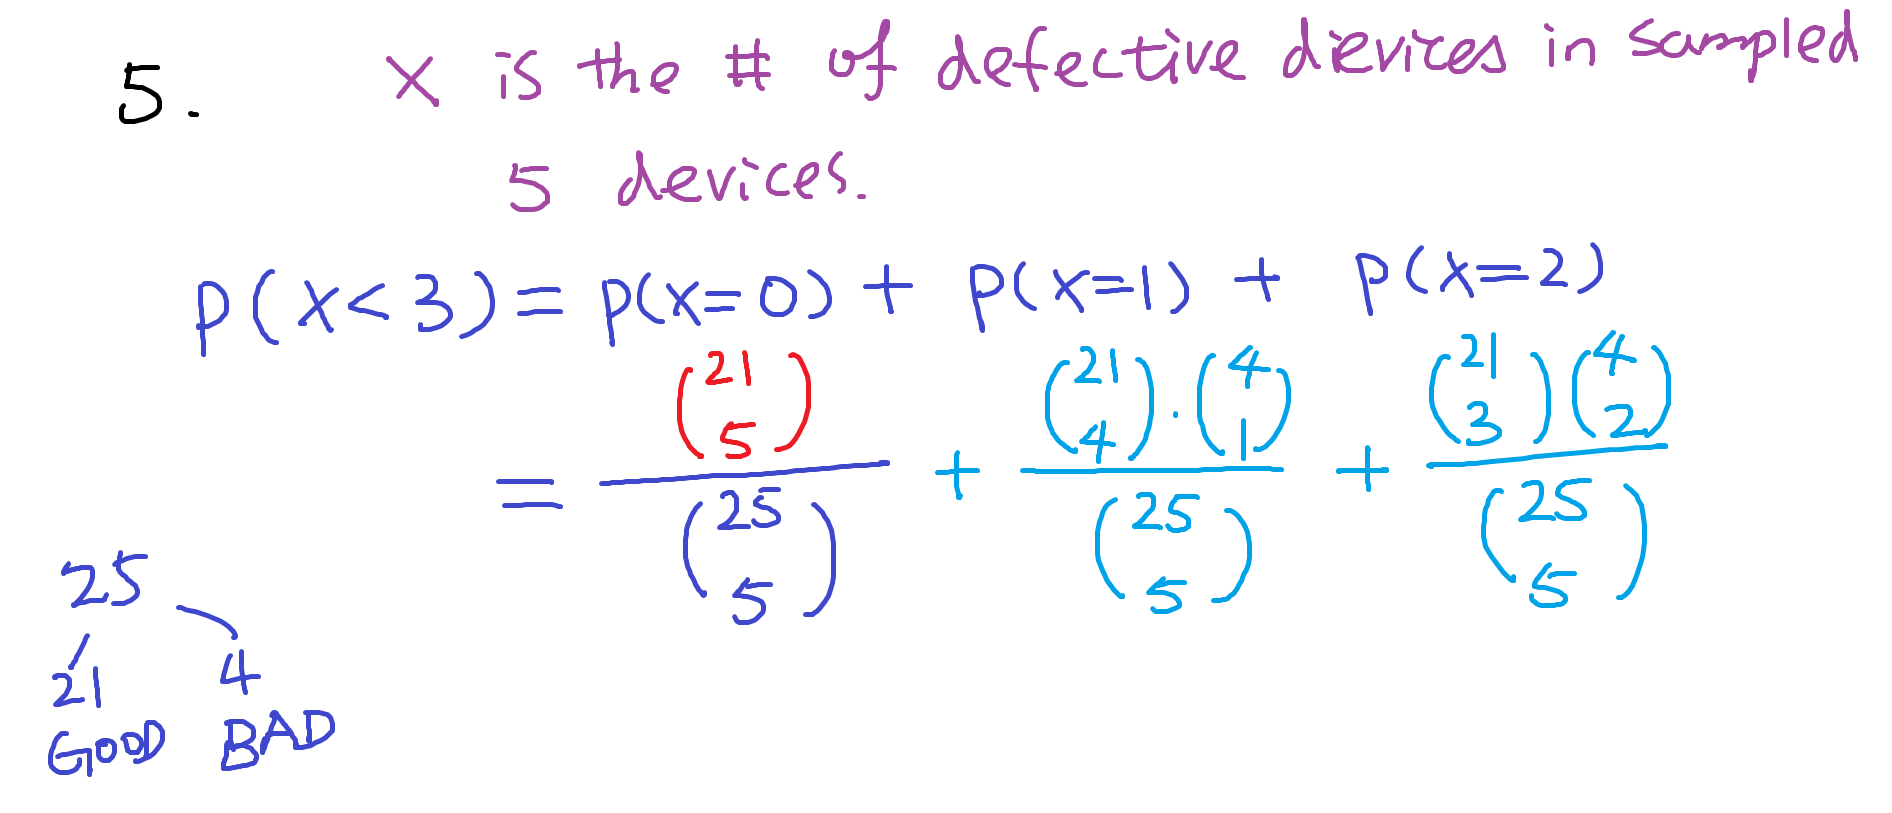 5. X is the # of defective dievices in sampled
5 devices.
P(X<3) = P(X=0) + P(X=1) + P(X=2)
= \frac{\binom{21}{5}}{\binom{25}{5}} + \frac{\binom{21}{4} \cdot \binom{4}{1}}{\binom{25}{5}} + \frac{\binom{21}{3} \binom{4}{2}}{\binom{25}{5}}
25
21 4
GOOD BAD